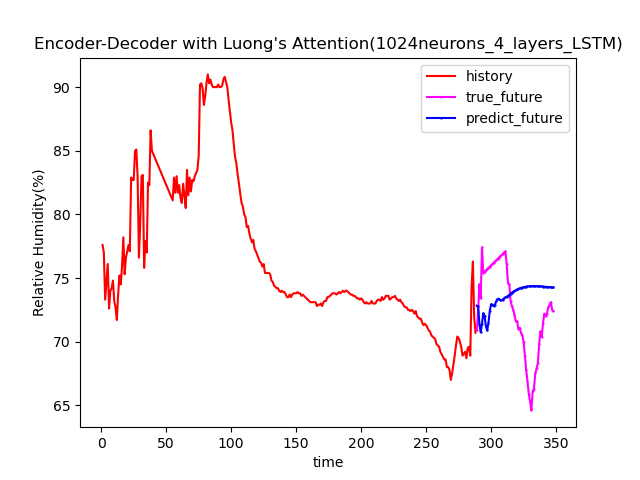 Encoder-Decoder with Luong's Attention(1024neurons_4_layers_LSTM)
history
true_future
predict_future
Relative Humidity(%)
90
85
80
75
70
65
0 50 100 150 200 250 300 350
time